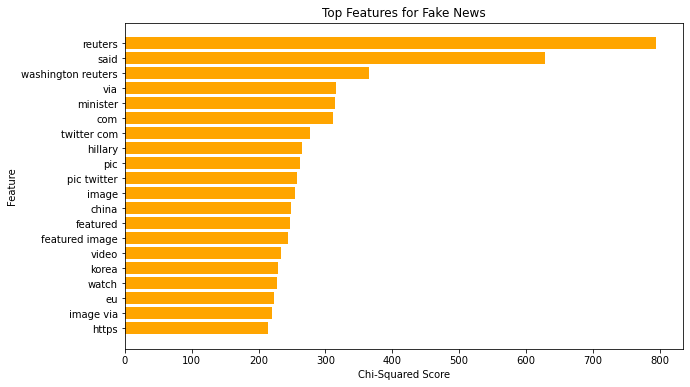 Top Features for Fake News
reuters
said
washington reuters
via
minister
com
twitter com
hillary
pic
pic twitter
image
china
featured
featured image
video
korea
watch
eu
image via
https
Feature
0 100 200 300 400 500 600 700 800
Chi-Squared Score